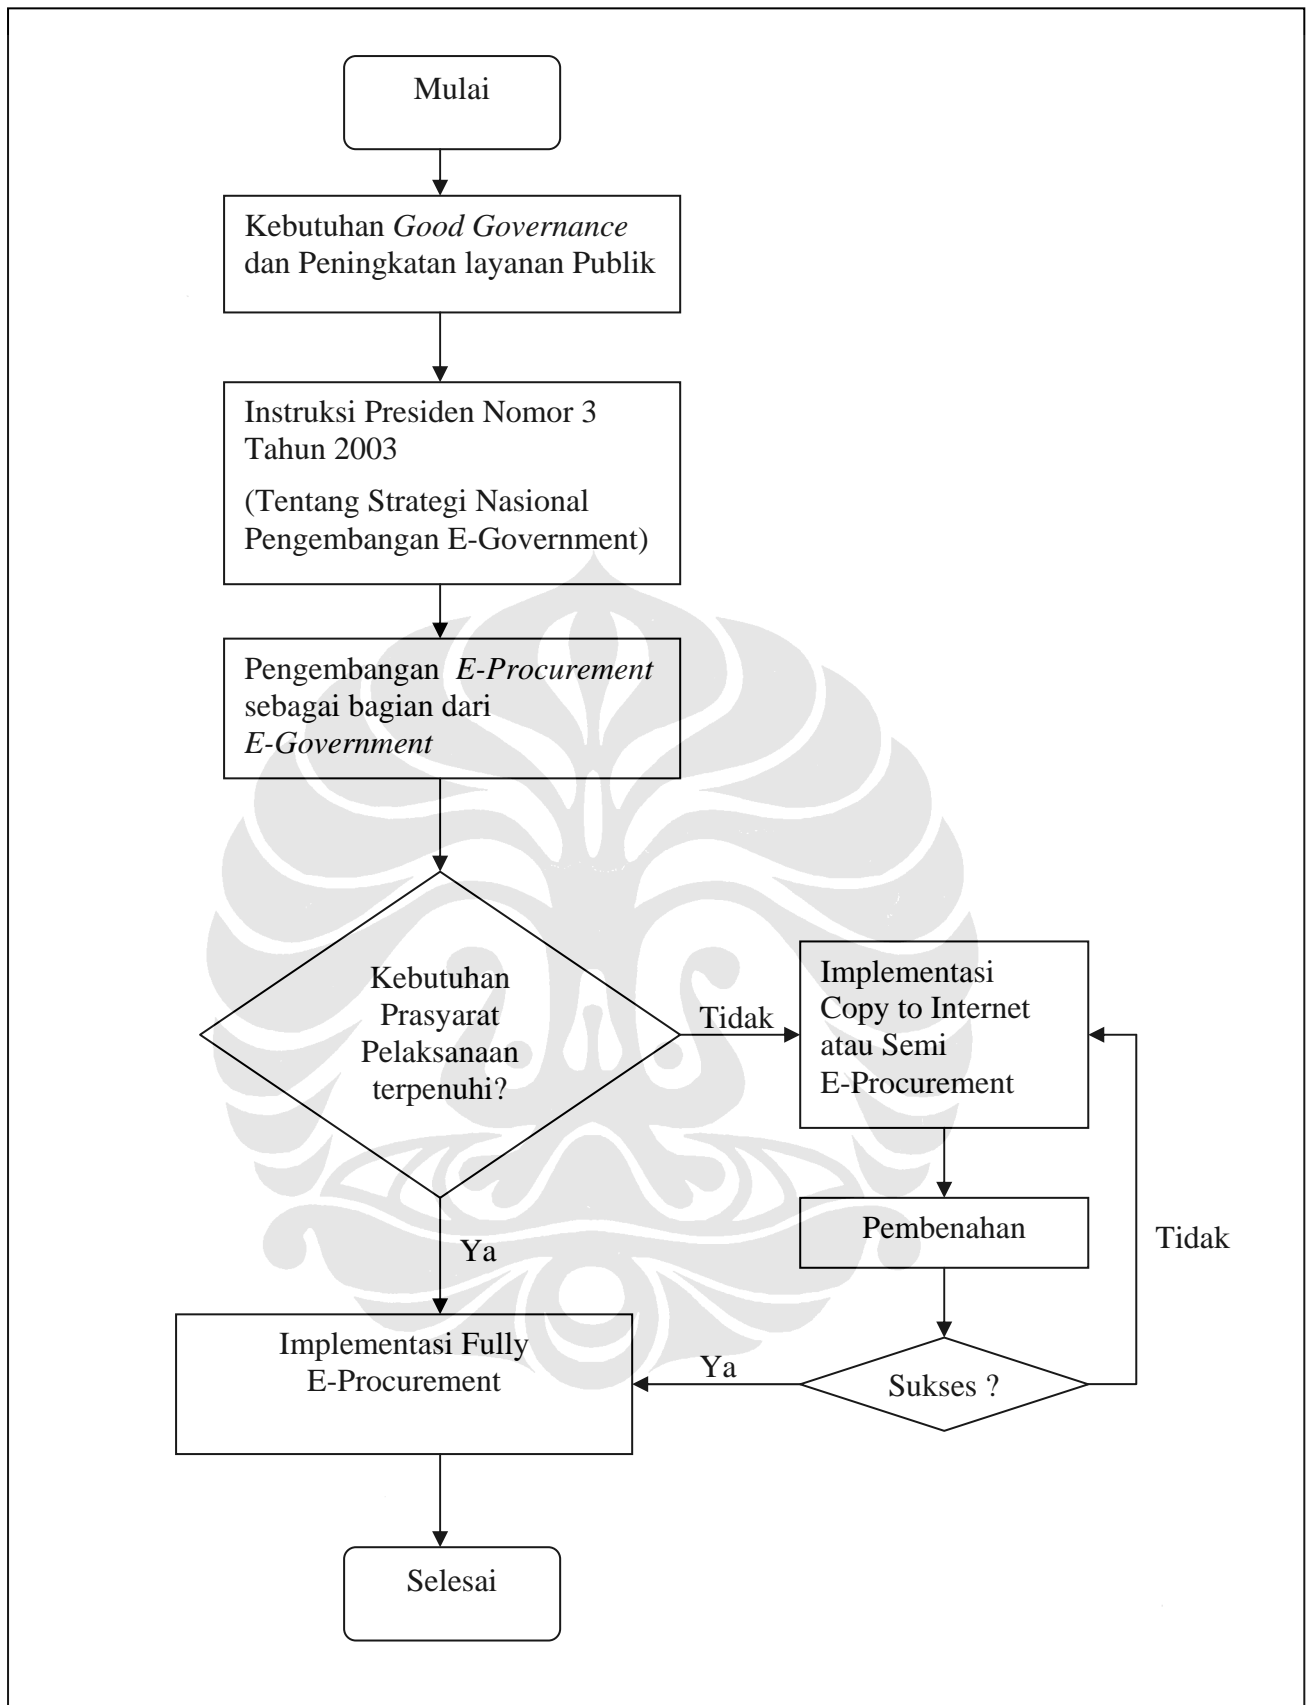 Mulai
Kebutuhan Good Governance
dan Peningkatan layanan Publik
Instruksi Presiden Nomor 3
Tahun 2003
(Tentang Strategi Nasional
Pengembangan E-Government)
Pengembangan E-Procurement
sebagai bagian dari
E-Government
Kebutuhan
Prasyarat
Pelaksanaan
terpenuhi?
Tidak
Implementasi
Copy to Internet
atau Semi
E-Procurement
Pembenahan
Tidak
Ya
Implementasi Fully
E-Procurement
Ya
Sukses ?
Selesai